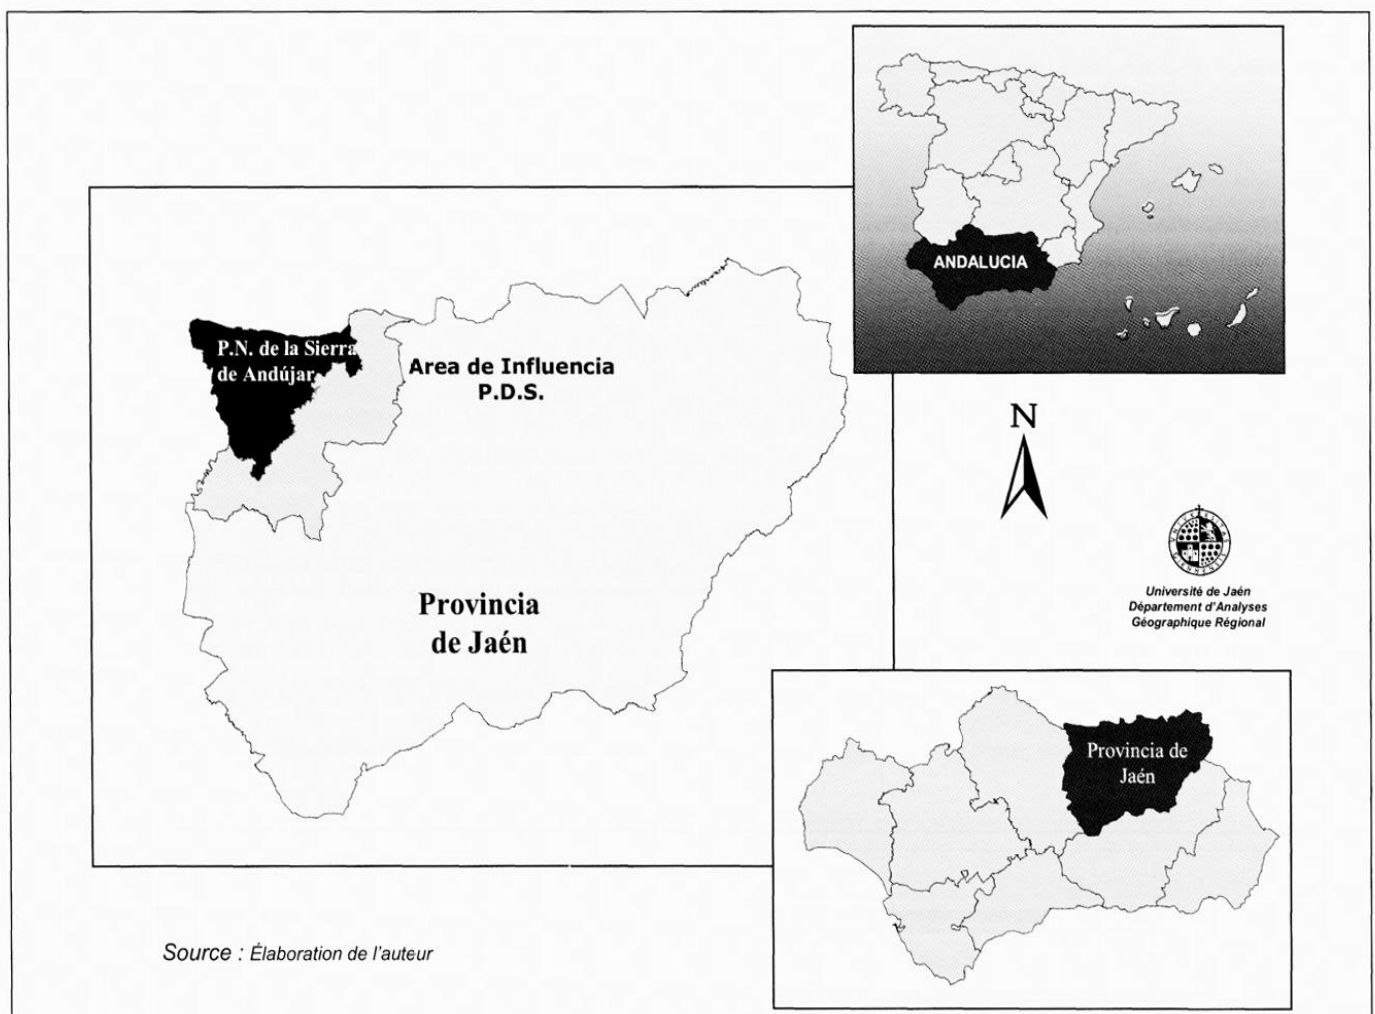 ANDALUCIA
P.N. de la Sierra
de Andújar
Area de Influencia
P.D.S.
N
Provincia
de Jaén
Université de Jaén
Département d'Analyses
Géographique Régional
Provincia de
Jaén
Source : Élaboration de l'auteur